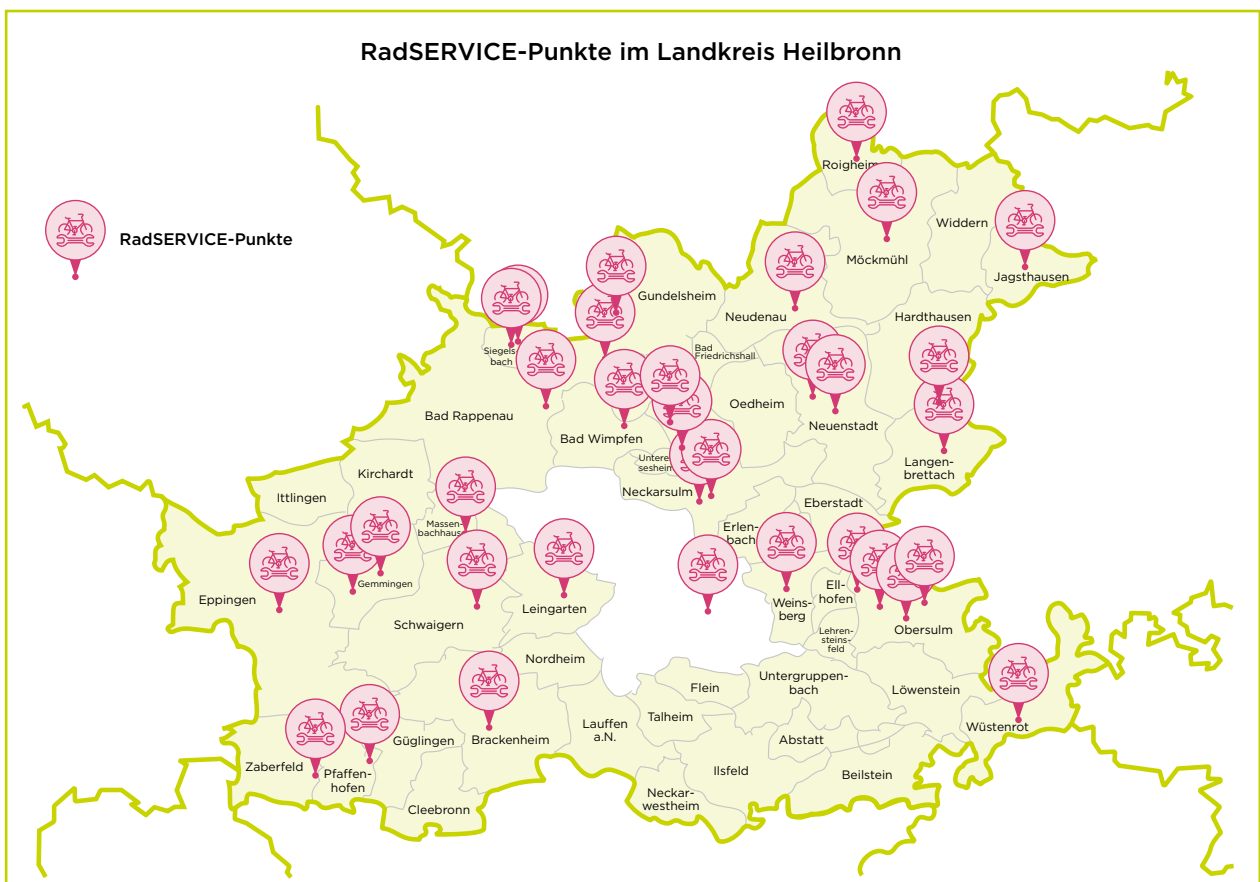 RadSERVICE-Punkte im Landkreis Heilbronn
RadSERVICE-Punkte
Roigheim
Widdern
Möckmühl
Jagsthausen
Gundelsheim
Neudenau
Hardthausen
Siegels
bach
Bad
Friedrichshall
Oedheim
Bad Rappenau
Neuenstadt
Bad Wimpfen
Langen-
brettach
Untere
sesheim
Neckarsulm
Kirchardt
Ittlingen
Eberstadt
Massen-
bachhaus
Erlen-
bach
Gemmingen
Eppingen
Leingarten
Ell-
hofen
Weins-
berg
Schwaigern
Obersulm
Lehren-
steins-
feld
Nordheim
Flein
Untergruppen-
bach
Löwenstein
Talheim
Lauffen
a.N.
Wüstenrot
Güglingen
Brackenheim
Abstatt
Zaberfeld
Pfaffen-
hofen
Ilsfeld
Beilstein
Neckar-
westheim
Cleebronn